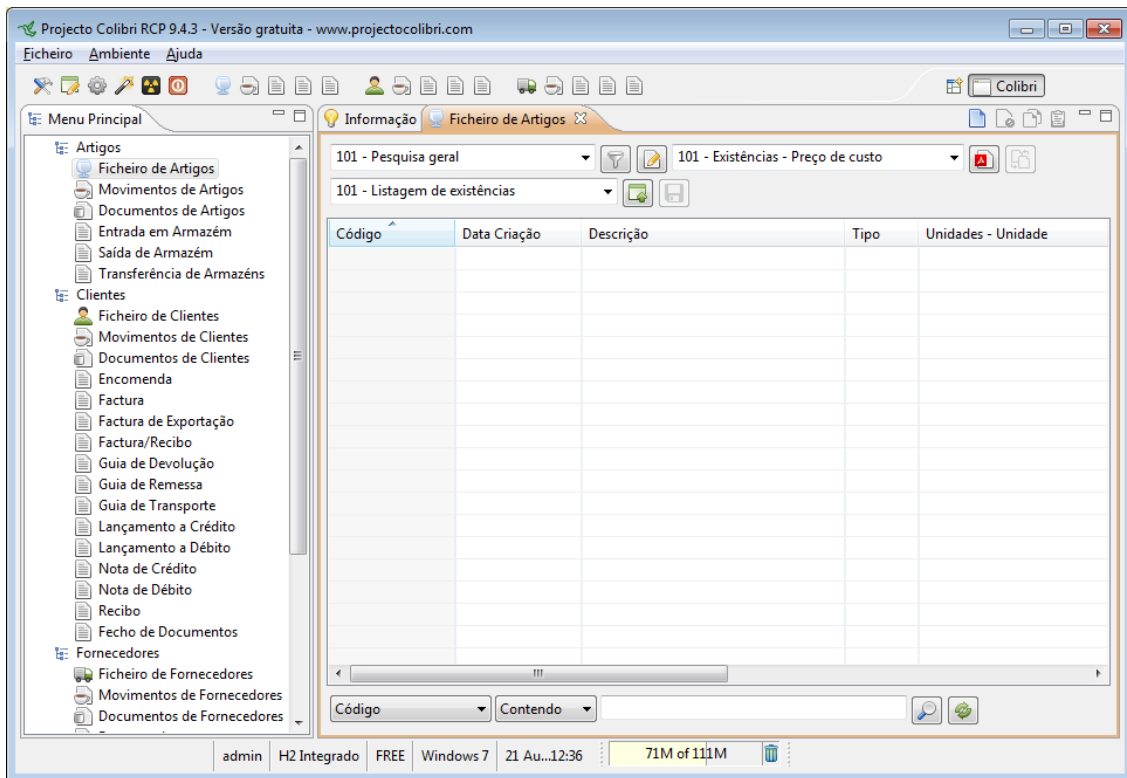 Projecto Colibri RCP 9.4.3 - Versão gratuita - www.projectocolibri.com
Ficheiro Ambiente Ajuda
Colibri
Menu Principal
Artigos
Ficheiro de Artigos
Movimentos de Artigos
Documentos de Artigos
Entrada em Armazém
Saída de Armazém
Transferência de Armazéns
Clientes
Ficheiro de Clientes
Movimentos de Clientes
Documentos de Clientes
Encomenda
Factura
Factura de Exportação
Factura/Recibo
Guia de Devolução
Guia de Remessa
Guia de Transporte
Lançamento a Crédito
Lançamento a Débito
Nota de Crédito
Nota de Débito
Recibo
Fecho de Documentos
Fornecedores
Ficheiro de Fornecedores
Movimentos de Fornecedores
Documentos de Fornecedores
Informação Ficheiro de Artigos
101 - Pesquisa geral 101 - Existências - Preço de custo
101 - Listagem de existências
Código Data Criação Descrição Tipo Unidades - Unidade
Código Contendo
admin H2 Integrado FREE Windows 7 21 Au...12:36 71M of 111M